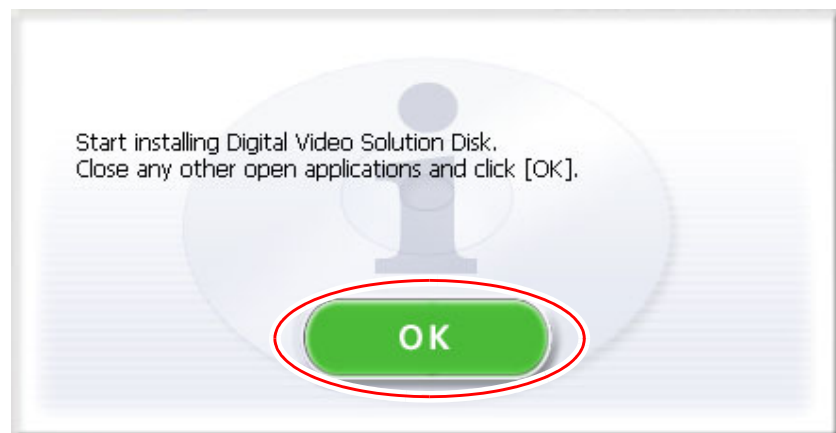 Start installing Digital Video Solution Disk.
Close any other open applications and click [OK].
OK